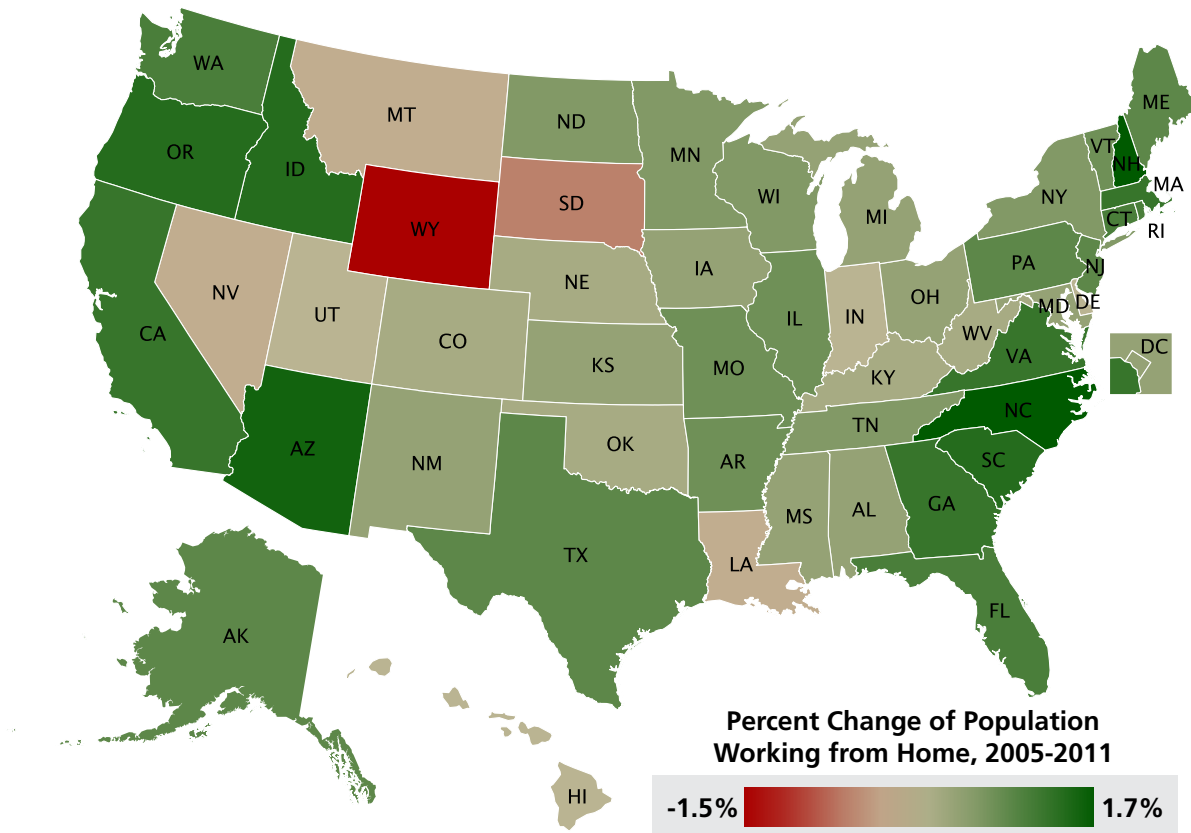 WA
MT
ND
MN
ME
OR
ID
SD
WI
MI
NY
VT
NH
MA
CT
RI
WY
NV
UT
CO
NE
IA
IL
IN
OH
PA
NJ
MD
DE
WV
VA
DC
CA
KS
MO
KY
NC
AZ
NM
OK
AR
TN
SC
MS
AL
GA
TX
LA
FL
AK
HI
Percent Change of Population
Working from Home, 2005-2011
-1.5%
1.7%